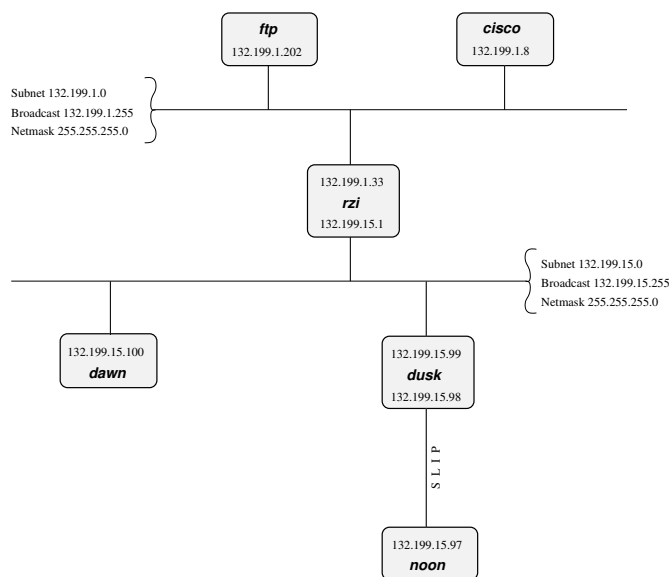 ftp
132.199.1.202
cisco
132.199.1.8
Subnet 132.199.1.0
Broadcast 132.199.1.255
Netmask 255.255.255.0
132.199.1.33
rzi
132.199.15.1
Subnet 132.199.15.0
Broadcast 132.199.15.255
Netmask 255.255.255.0
132.199.15.100
dawn
132.199.15.99
dusk
132.199.15.98
SLIP
132.199.15.97
noon